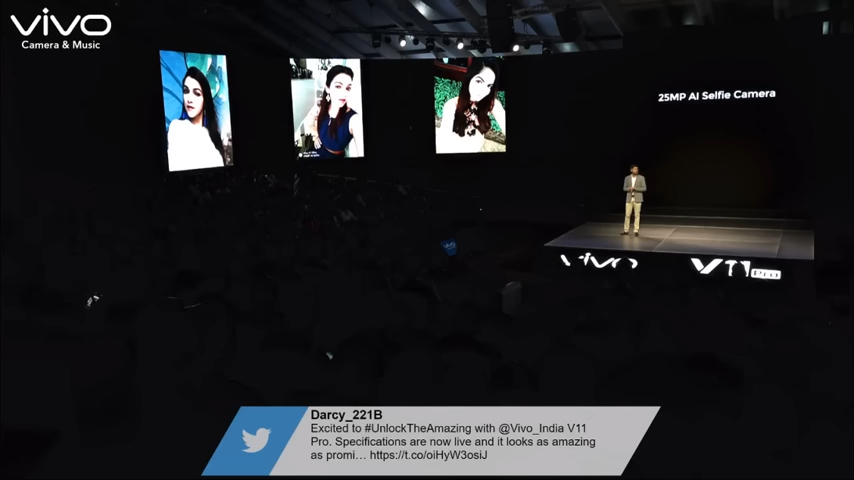 vivo
Camera & Music
25MP AI Selfie Camera
vivo V11 Pro
Darcy_221B
Excited to #UnlockTheAmazing with @Vivo_India V11
Pro. Specifications are now live and it looks as amazing
as promi... https://t.co/oiHyW3osiJ